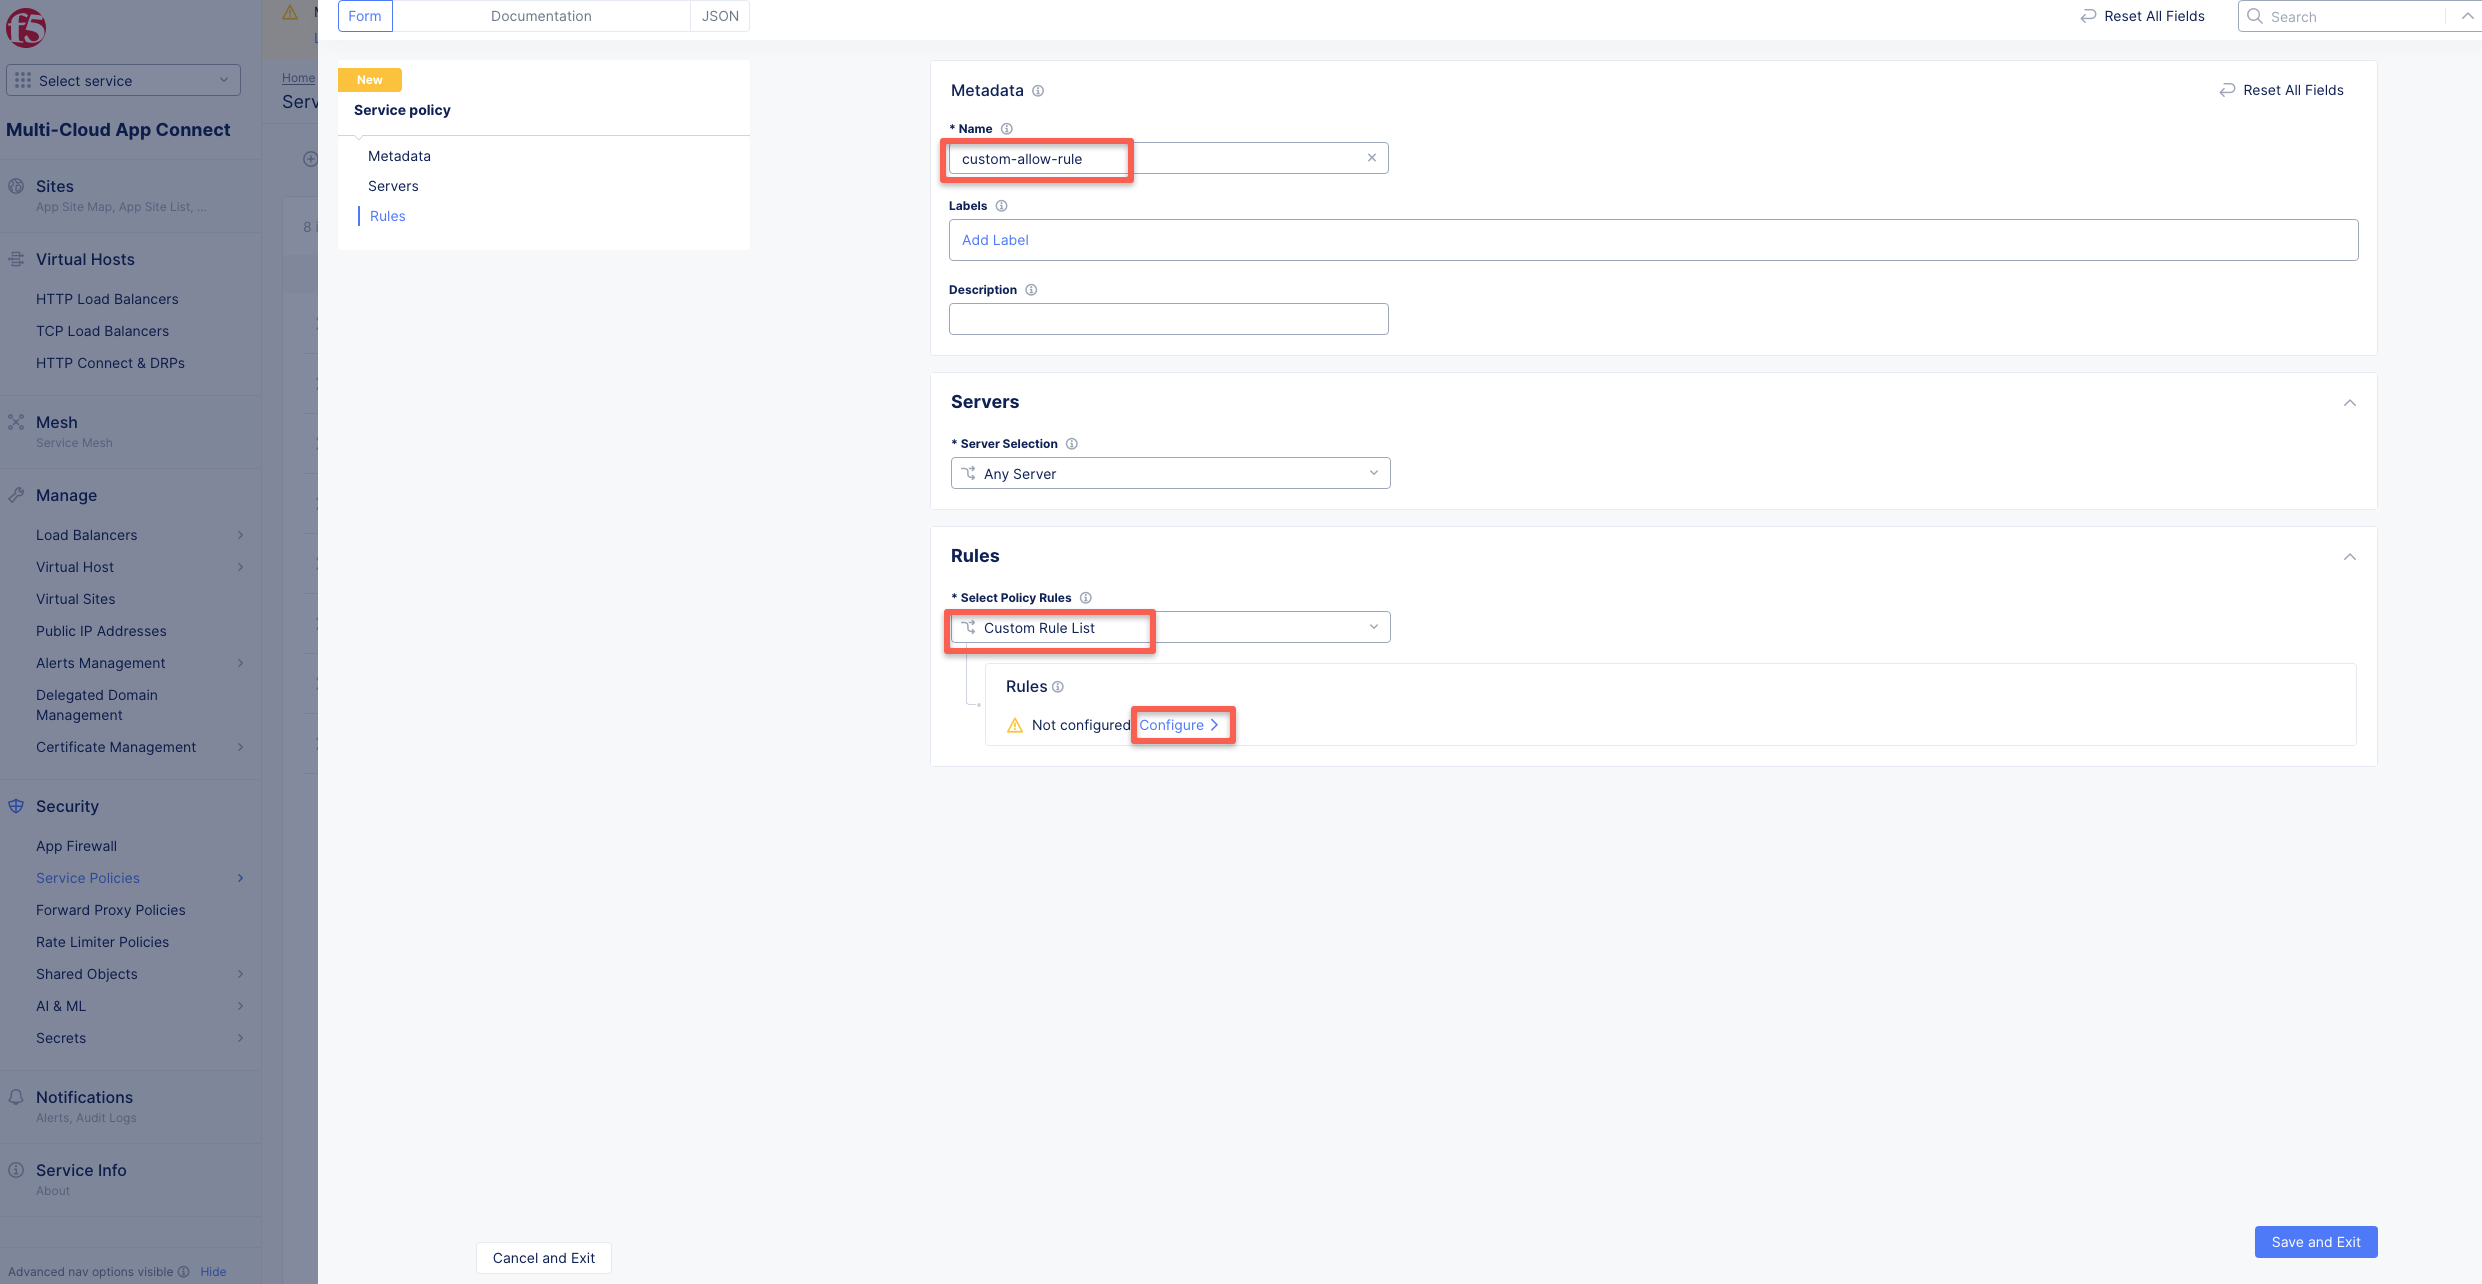 Form
Documentation
JSON
Reset All Fields
Search
f5
Select service
Multi-Cloud App Connect
Sites
App Site Map, App Site List, ...
Virtual Hosts
HTTP Load Balancers
TCP Load Balancers
HTTP Connect & DRPs
Mesh
Service Mesh
Manage
Load Balancers
Virtual Host
Virtual Sites
Public IP Addresses
Alerts Management
Delegated Domain
Management
Certificate Management
Security
App Firewall
Service Policies
Forward Proxy Policies
Rate Limiter Policies
Shared Objects
AI & ML
Secrets
Notifications
Alerts, Audit Logs
Service Info
About
Advanced nav options visible
Hide
Home
Serv
8 i
New
Service policy
Metadata
Servers
Rules
Metadata
Reset All Fields
* Name
custom-allow-rule
Labels
Add Label
Description
Servers
* Server Selection
Any Server
Rules
* Select Policy Rules
Custom Rule List
Rules
Not configured
Configure
Cancel and Exit
Save and Exit